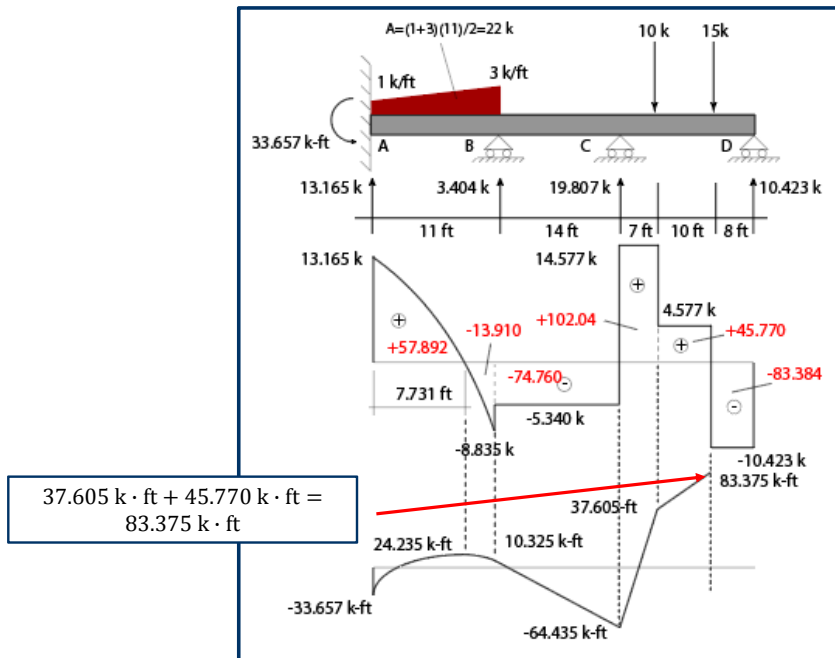 A=(1+3)(11)/2=22 k
10 k
15k
1 k/ft
3 k/ft
33.657 k-ft
A
B
C
D
13.165 k
3.404 k
19.807 k
10.423 k
11 ft
14 ft
7 ft
10 ft
8 ft
13.165 k
14.577 k
+
+57.892
-13.910
-74.760
-
+102.04
+
4.577 k
+
+45.770
-83.384
-
7.731 ft
-5.340 k
-8.835 k
-10.423 k
83.375 k-ft
37.605 k · ft + 45.770 k · ft =
83.375 k · ft
37.605-ft
24.235 k-ft
10.325 k-ft
-33.657 k-ft
-64.435 k-ft